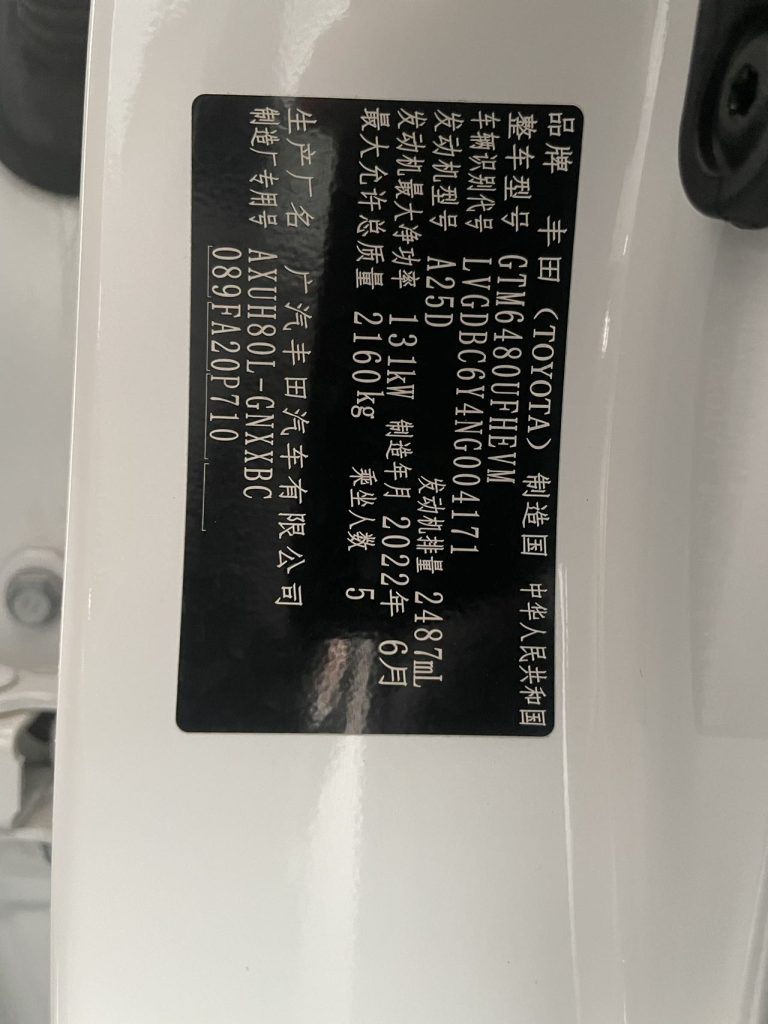 品牌 丰田(TOYOTA) 制造国 中华人民共和国
整车型号 GTM6480UFHEVM
车辆识别代号 LVGDBC6Y4NG004171
发动机型号 A25D 发动机排量 2487mL
发动机最大净功率 131kW 制造年月 2022年 6月
最大允许总质量 2160kg 乘坐人数 5
生产厂名 广汽丰田汽车有限公司
制造厂专用号 AXUH80L-GNXXBC
089FA20P710